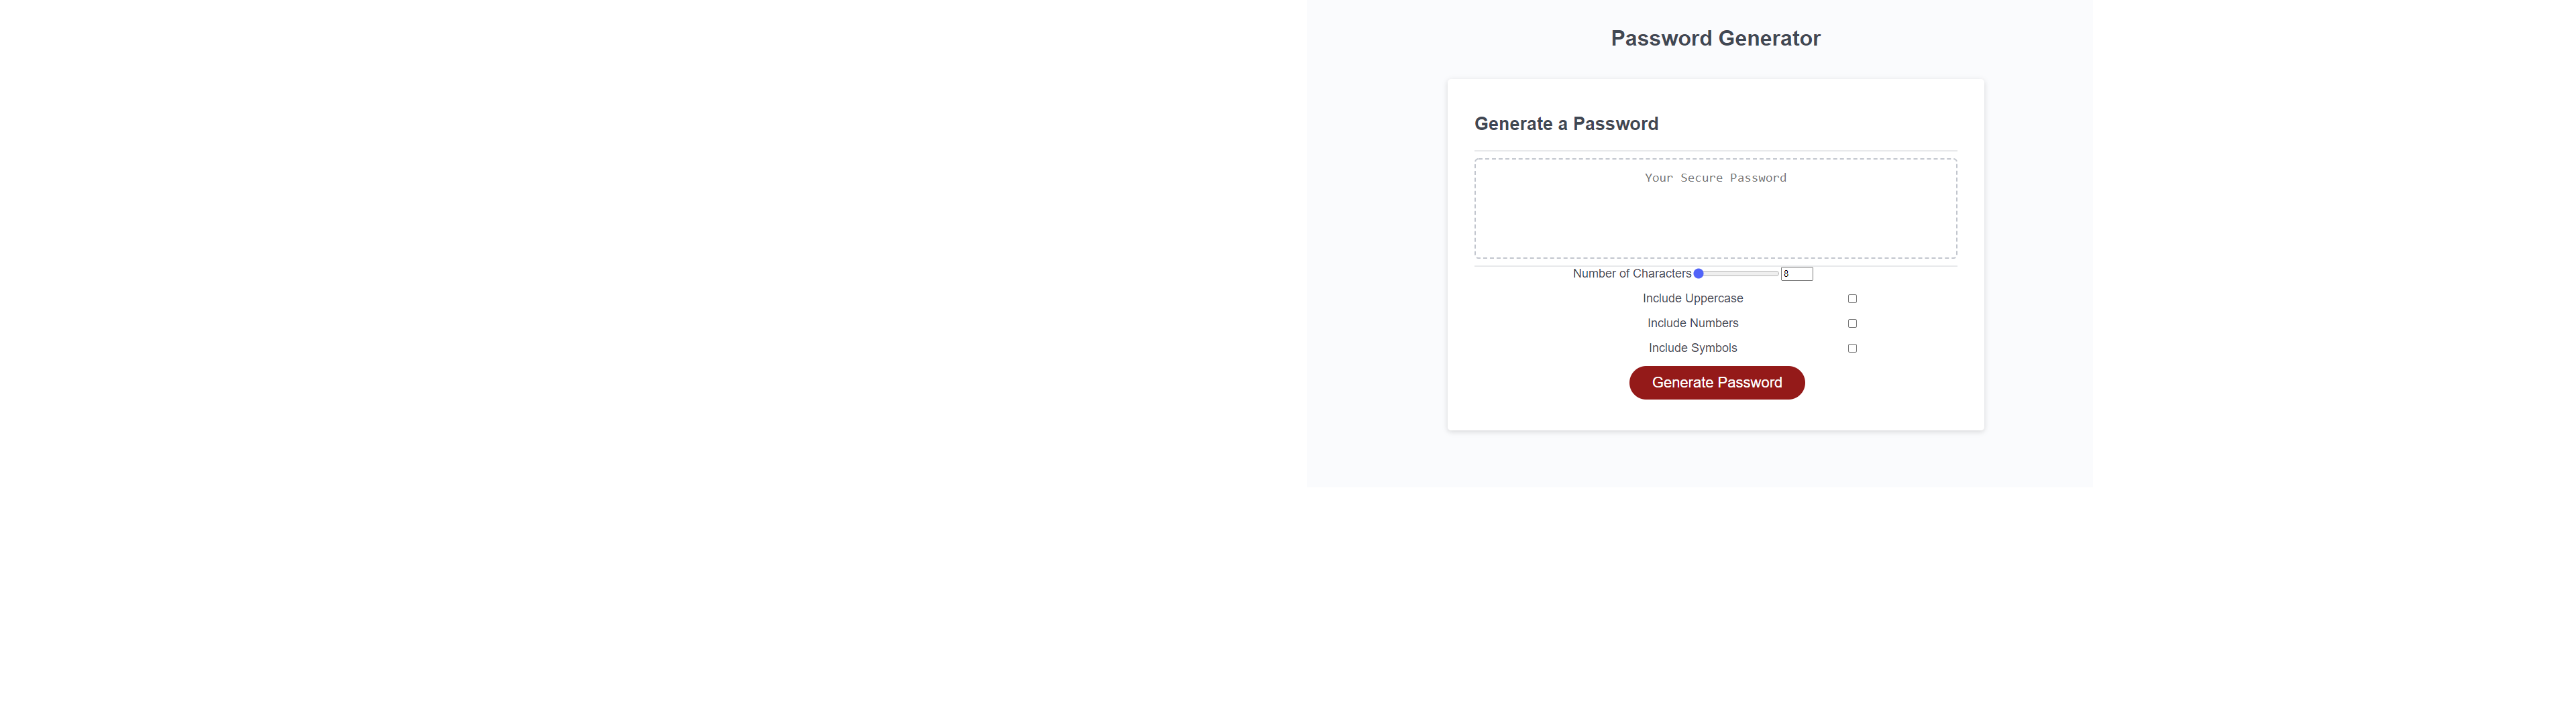 Password Generator
Generate a Password
Your Secure Password
Number of Characters 8
Include Uppercase
Include Numbers
Include Symbols
Generate Password